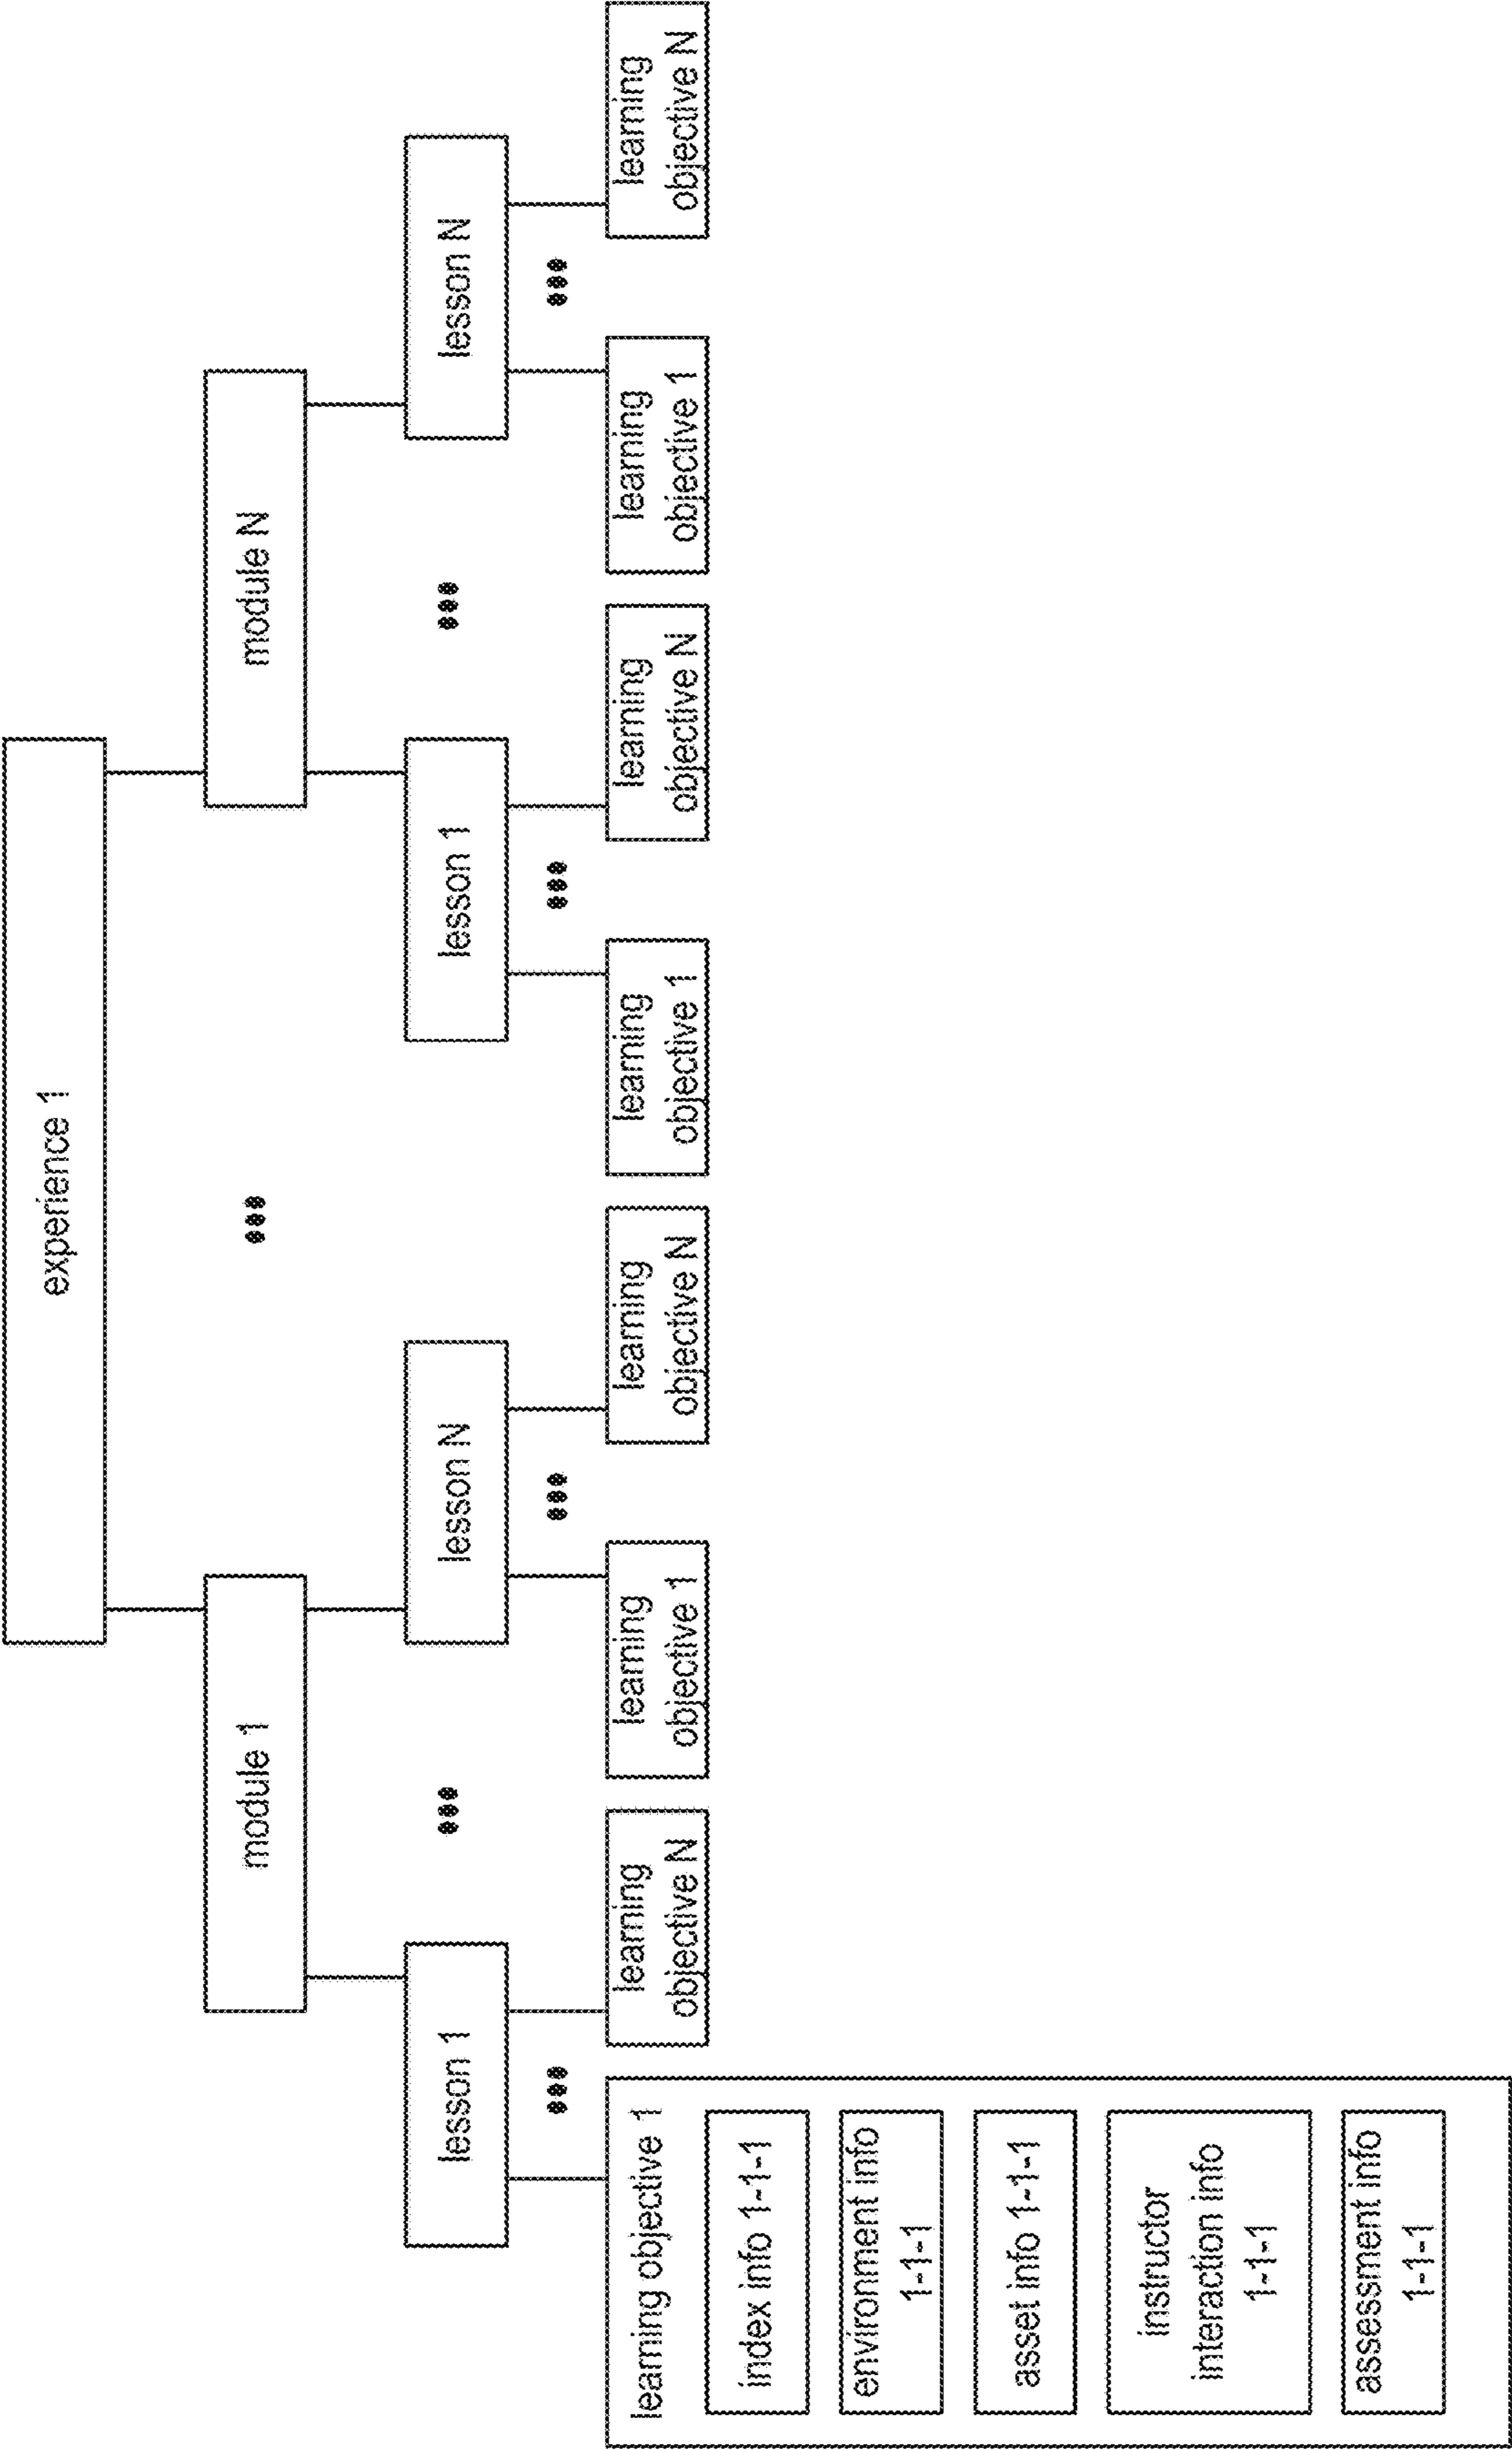 experience 1
module 1
module N
lesson 1
lesson N
lesson 1
lesson N
learning objective 1
index info 1-1-1
environment info
1-1-1
asset info 1-1-1
instructor
interaction info
1-1-1
assessment info
1-1-1
learning
objective N
learning
objective 1
learning
objective N
learning
objective 1
learning
objective N
learning
objective 1
learning
objective N